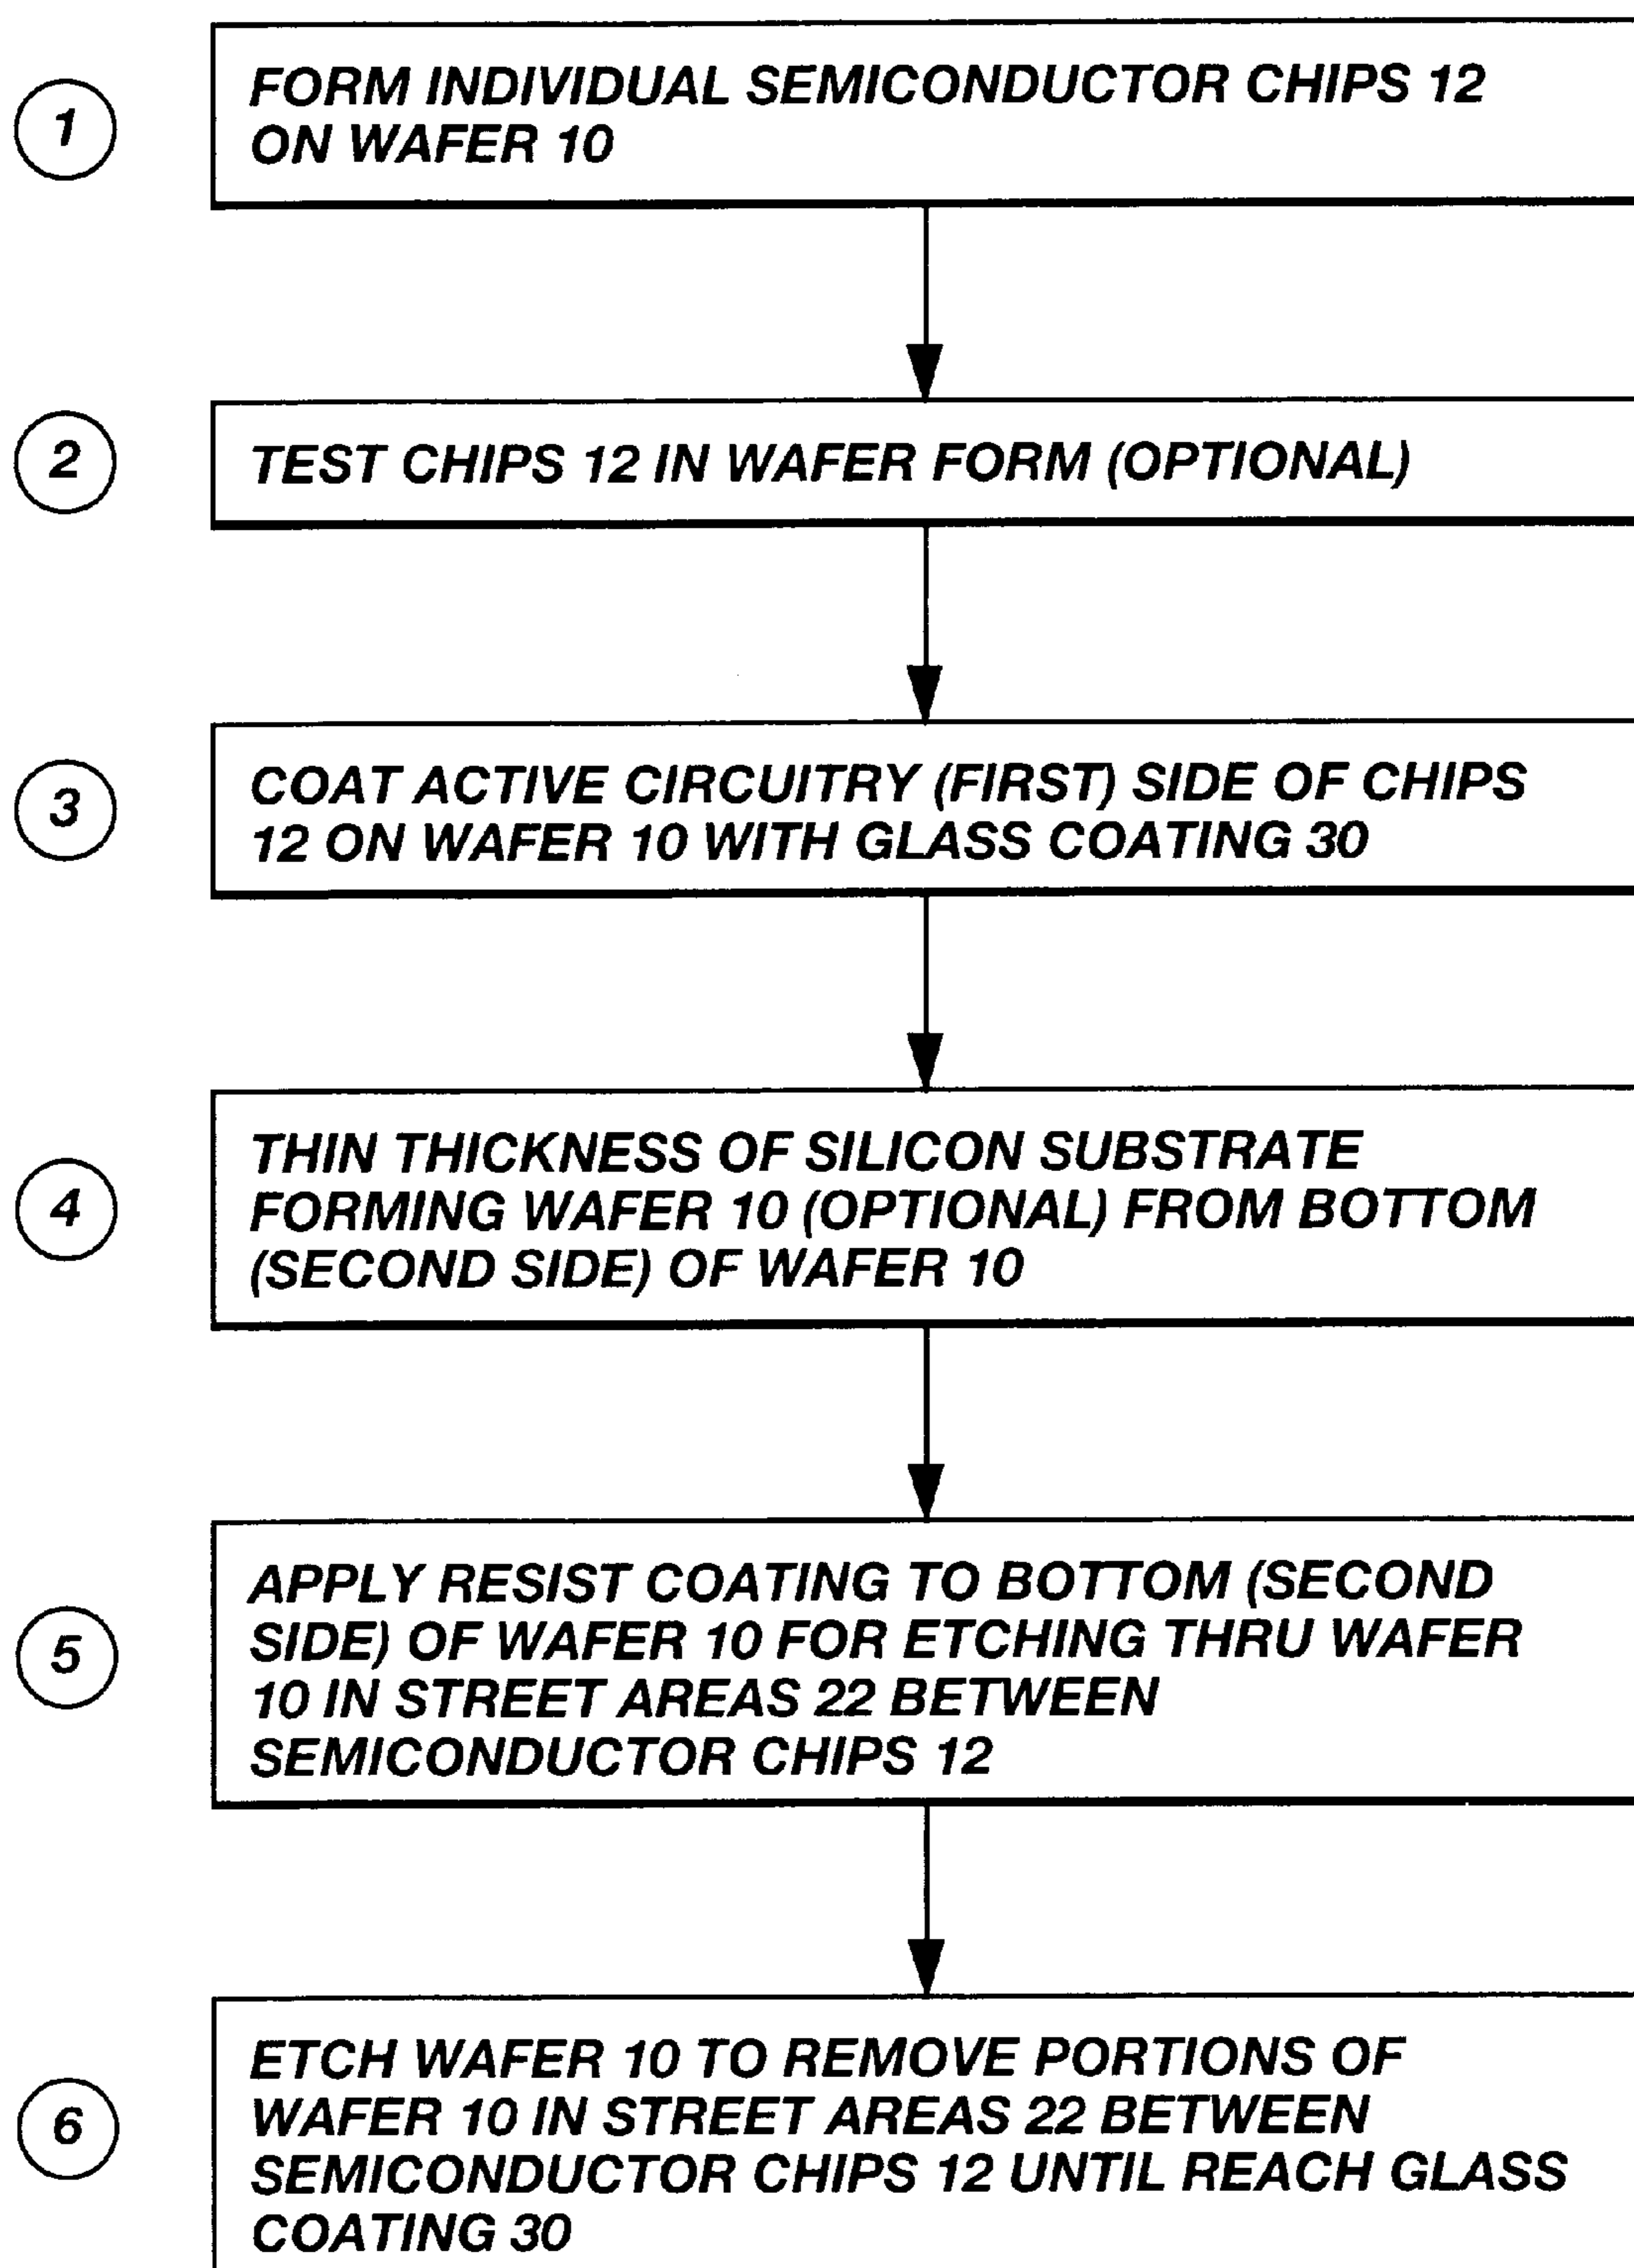 1
FORM INDIVIDUAL SEMICONDUCTOR CHIPS 12
ON WAFER 10
2
TEST CHIPS 12 IN WAFER FORM (OPTIONAL)
3
COAT ACTIVE CIRCUITRY (FIRST) SIDE OF CHIPS
12 ON WAFER 10 WITH GLASS COATING 30
4
THIN THICKNESS OF SILICON SUBSTRATE
FORMING WAFER 10 (OPTIONAL) FROM BOTTOM
(SECOND SIDE) OF WAFER 10
5
APPLY RESIST COATING TO BOTTOM (SECOND
SIDE) OF WAFER 10 FOR ETCHING THRU WAFER
10 IN STREET AREAS 22 BETWEEN
SEMICONDUCTOR CHIPS 12
6
ETCH WAFER 10 TO REMOVE PORTIONS OF
WAFER 10 IN STREET AREAS 22 BETWEEN
SEMICONDUCTOR CHIPS 12 UNTIL REACH GLASS
COATING 30